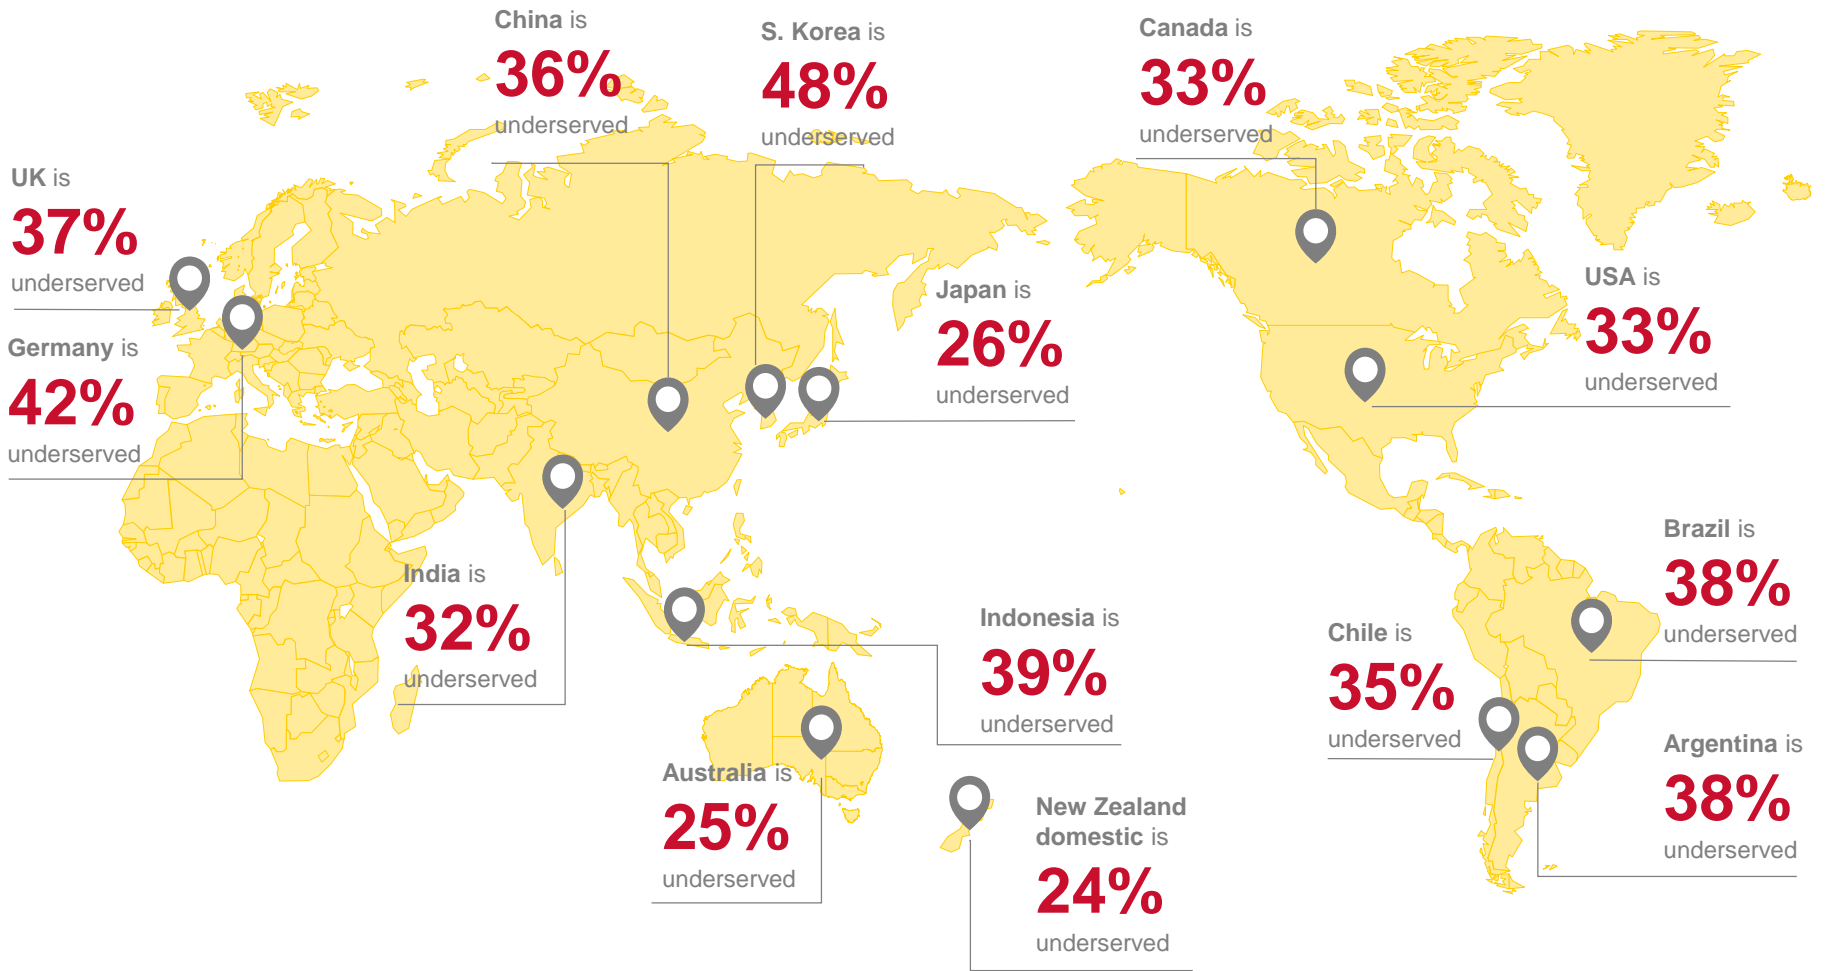 China is
36%
underserved
S. Korea is
48%
underserved
Canada is
33%
underserved
UK is
37%
underserved
Germany is
42%
underserved
Japan is
26%
underserved
USA is
33%
underserved
India is
32%
underserved
Indonesia is
39%
underserved
Brazil is
38%
underserved
Chile is
35%
underserved
Australia is
25%
underserved
New Zealand
domestic is
24%
underserved
Argentina is
38%
underserved